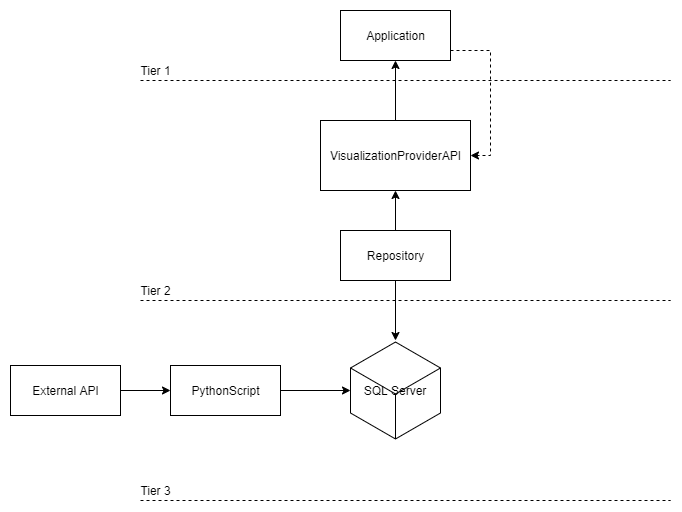 Application
Tier 1
VisualizationProviderAPI
Repository
Tier 2
External API
PythonScript
SQL Server
Tier 3